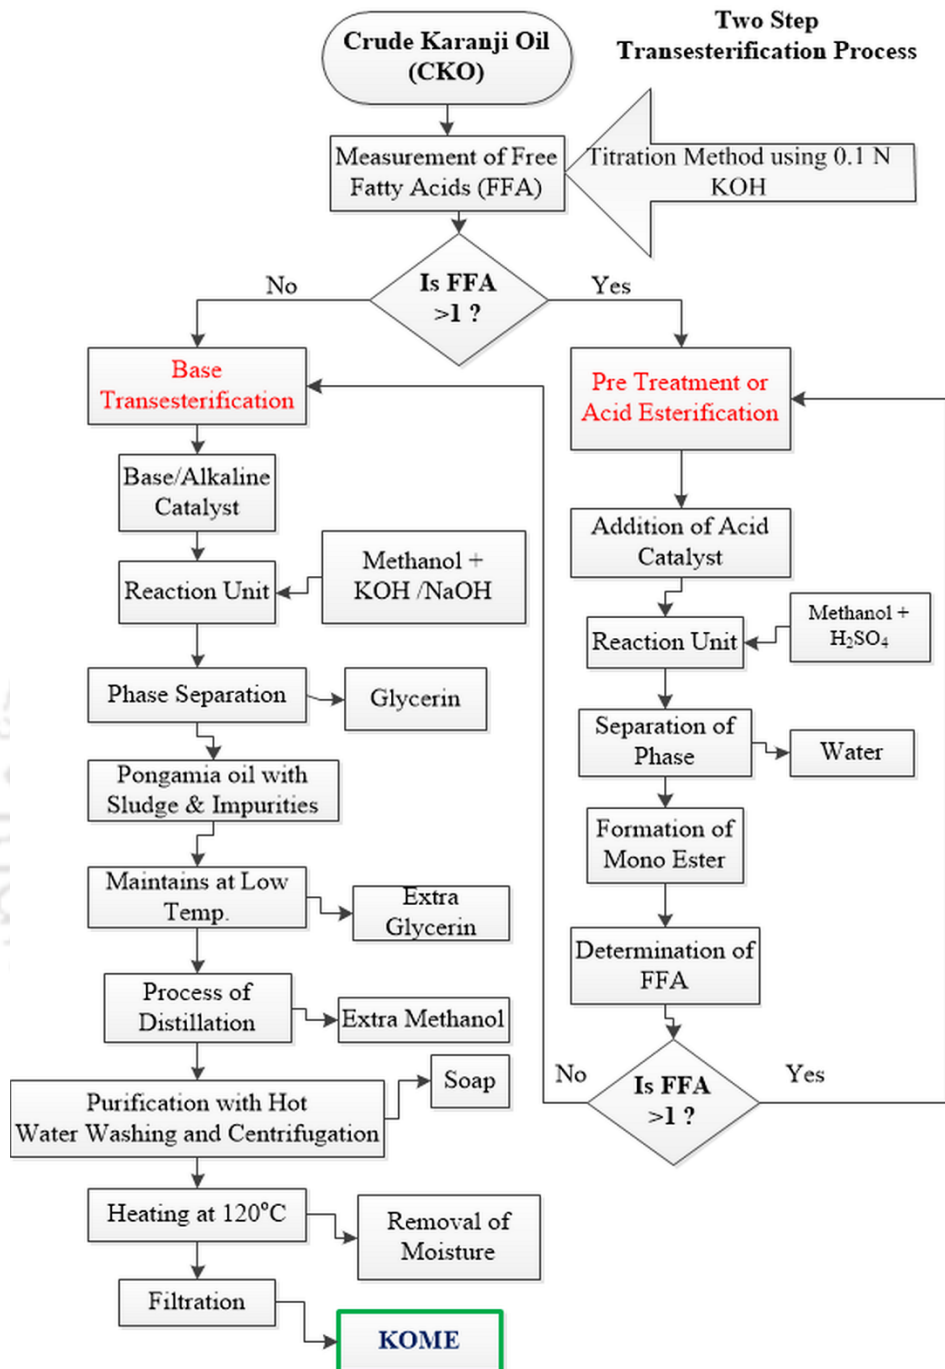 Two Step
Transesterification Process
Crude Karanji Oil
(CKO)
Measurement of Free
Fatty Acids (FFA)
Titration Method using 0.1 N
KOH
Is FFA
>1 ?
No
Yes
Base
Transesterification
Base/Alkaline
Catalyst
Reaction Unit
Methanol +
KOH /NaOH
Phase Separation
Glycerin
Pongamia oil with
Sludge & Impurities
Maintains at Low
Temp.
Extra
Glycerin
Process of
Distillation
Extra Methanol
Purification with Hot
Water Washing and Centrifugation
Soap
Heating at 120°C
Removal of
Moisture
Filtration
KOME
Pre Treatment or
Acid Esterification
Addition of Acid
Catalyst
Reaction Unit
Methanol +
H₂SO₄
Separation of
Phase
Water
Formation of
Mono Ester
Determination of
FFA
Is FFA
>1 ?
No
Yes